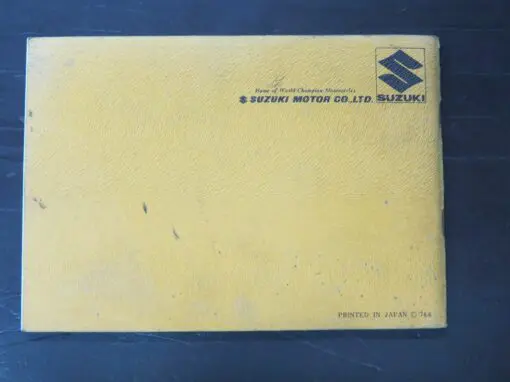 Home of World Champion Motorcycles
SUZUKI MOTOR CO.,LTD.
SUZUKI
PRINTED IN JAPAN